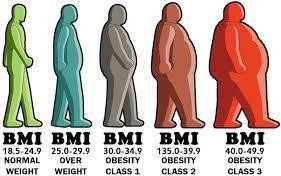 BMI
18.5-24.9
NORMAL
WEIGHT
BMI
25.0-29.9
OVER
WEIGHT
BMI
30.0-34.9
OBESITY
CLASS 1
BMI
135.0-39.9
OBESITY
CLASS 2
BMI
40.0-49.9
OBESITY
CLASS 3